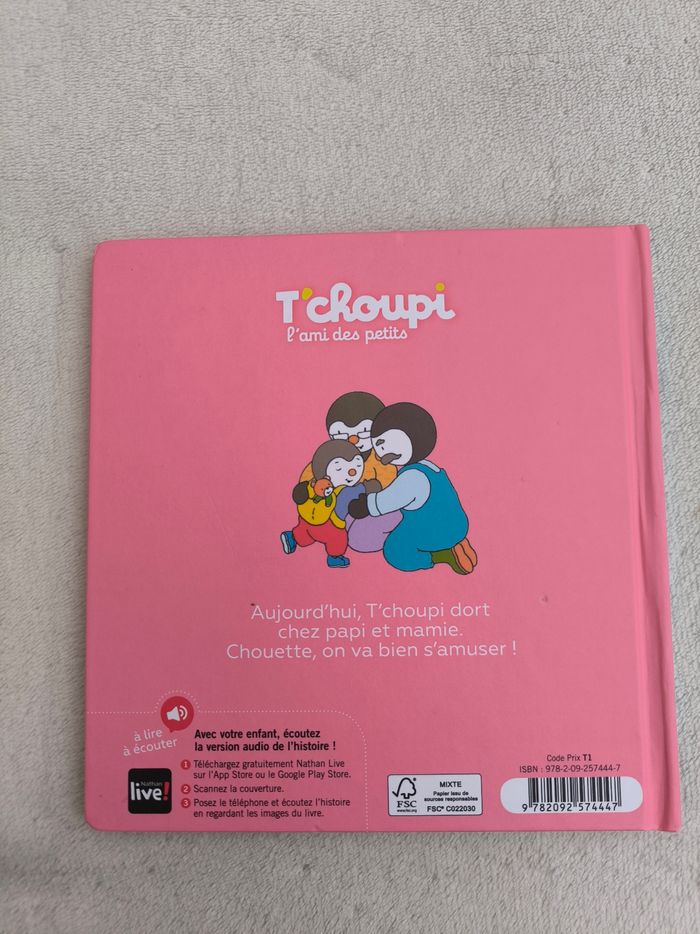 T'choupi
l'ami des petits
Aujourd'hui, T'choupi dort
chez papi et mamie.
Chouette, on va bien s'amuser !
à lire
à écouter
Avec votre enfant, écoutez
la version audio de l'histoire !
1 Téléchargez gratuitement Nathan Live
sur l'App Store ou le Google Play Store.
2 Scannez la couverture.
3 Posez le téléphone et écoutez l'histoire
en regardant les images du livre.
Nathan
live!
FSC
www.fsc.org
MIXTE
Papier issu de
sources responsables
FSC® C022030
Code Prix T1
ISBN : 978-2-09-257444-7
9 782092 574447